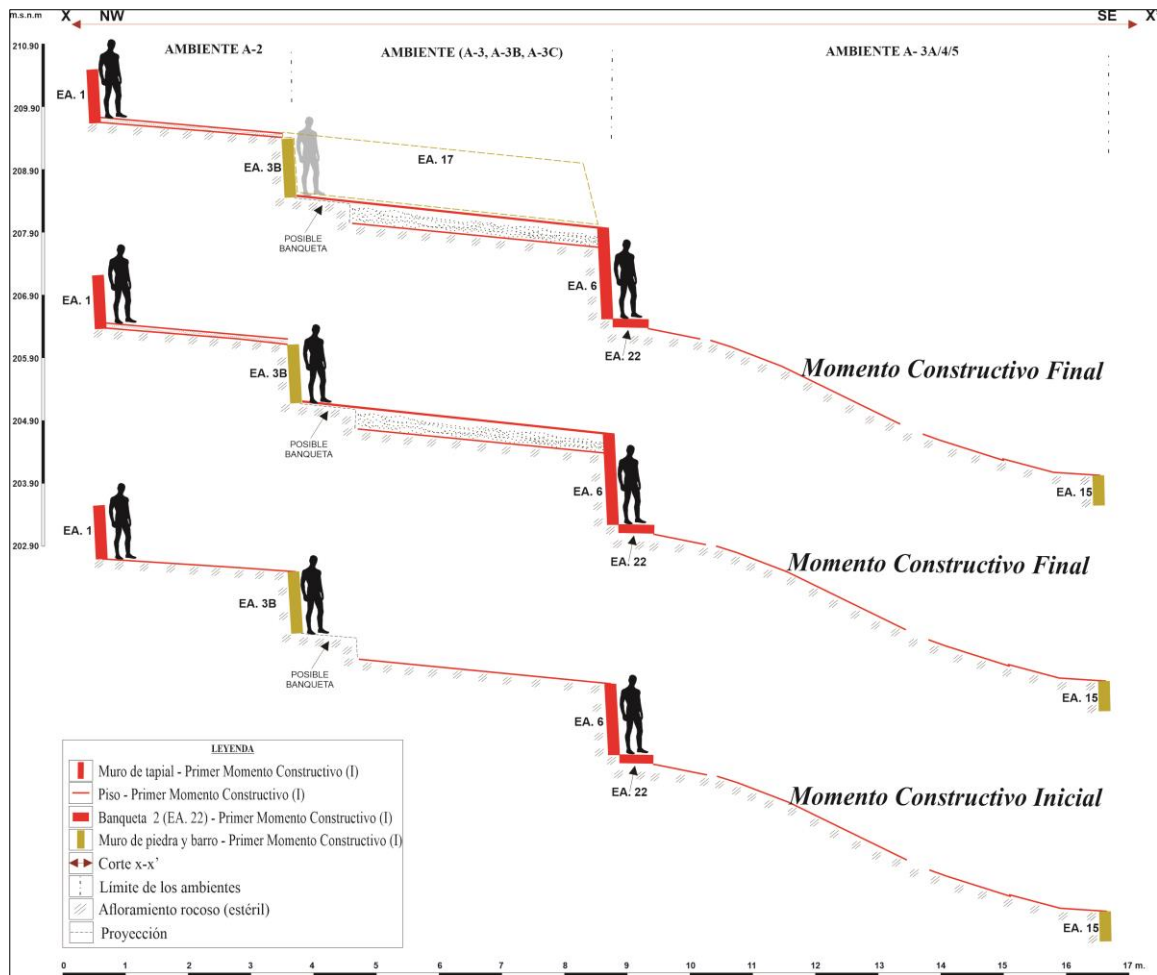 m.s.n.m
X NW SE X'
210.90
AMBIENTE A-2
AMBIENTE (A-3, A-3B, A-3C)
AMBIENTE A- 3A/4/5
EA. 1
209.90
EA. 17
EA. 3B
208.90
POSIBLE
BANQUETA
207.90
EA. 6
EA. 1
206.90
EA. 22
Momento Constructivo Final
205.90
EA. 3B
204.90
POSIBLE
BANQUETA
EA. 6
EA. 15
203.90
EA. 1
EA. 22
Momento Constructivo Final
202.90
EA. 3B
POSIBLE
BANQUETA
EA. 15
EA. 6
EA. 22
Momento Constructivo Inicial
EA. 15
LEYENDA
Muro de tapial - Primer Momento Constructivo (I)
Piso - Primer Momento Constructivo (I)
Banqueta 2 (EA. 22) - Primer Momento Constructivo (I)
Muro de piedra y barro - Primer Momento Constructivo (I)
Corte x-x'
Límite de los ambientes
Afloramiento rocoso (estéril)
Proyección
0 1 2 3 4 5 6 7 8 9 10 11 12 13 14 15 16 17 m.